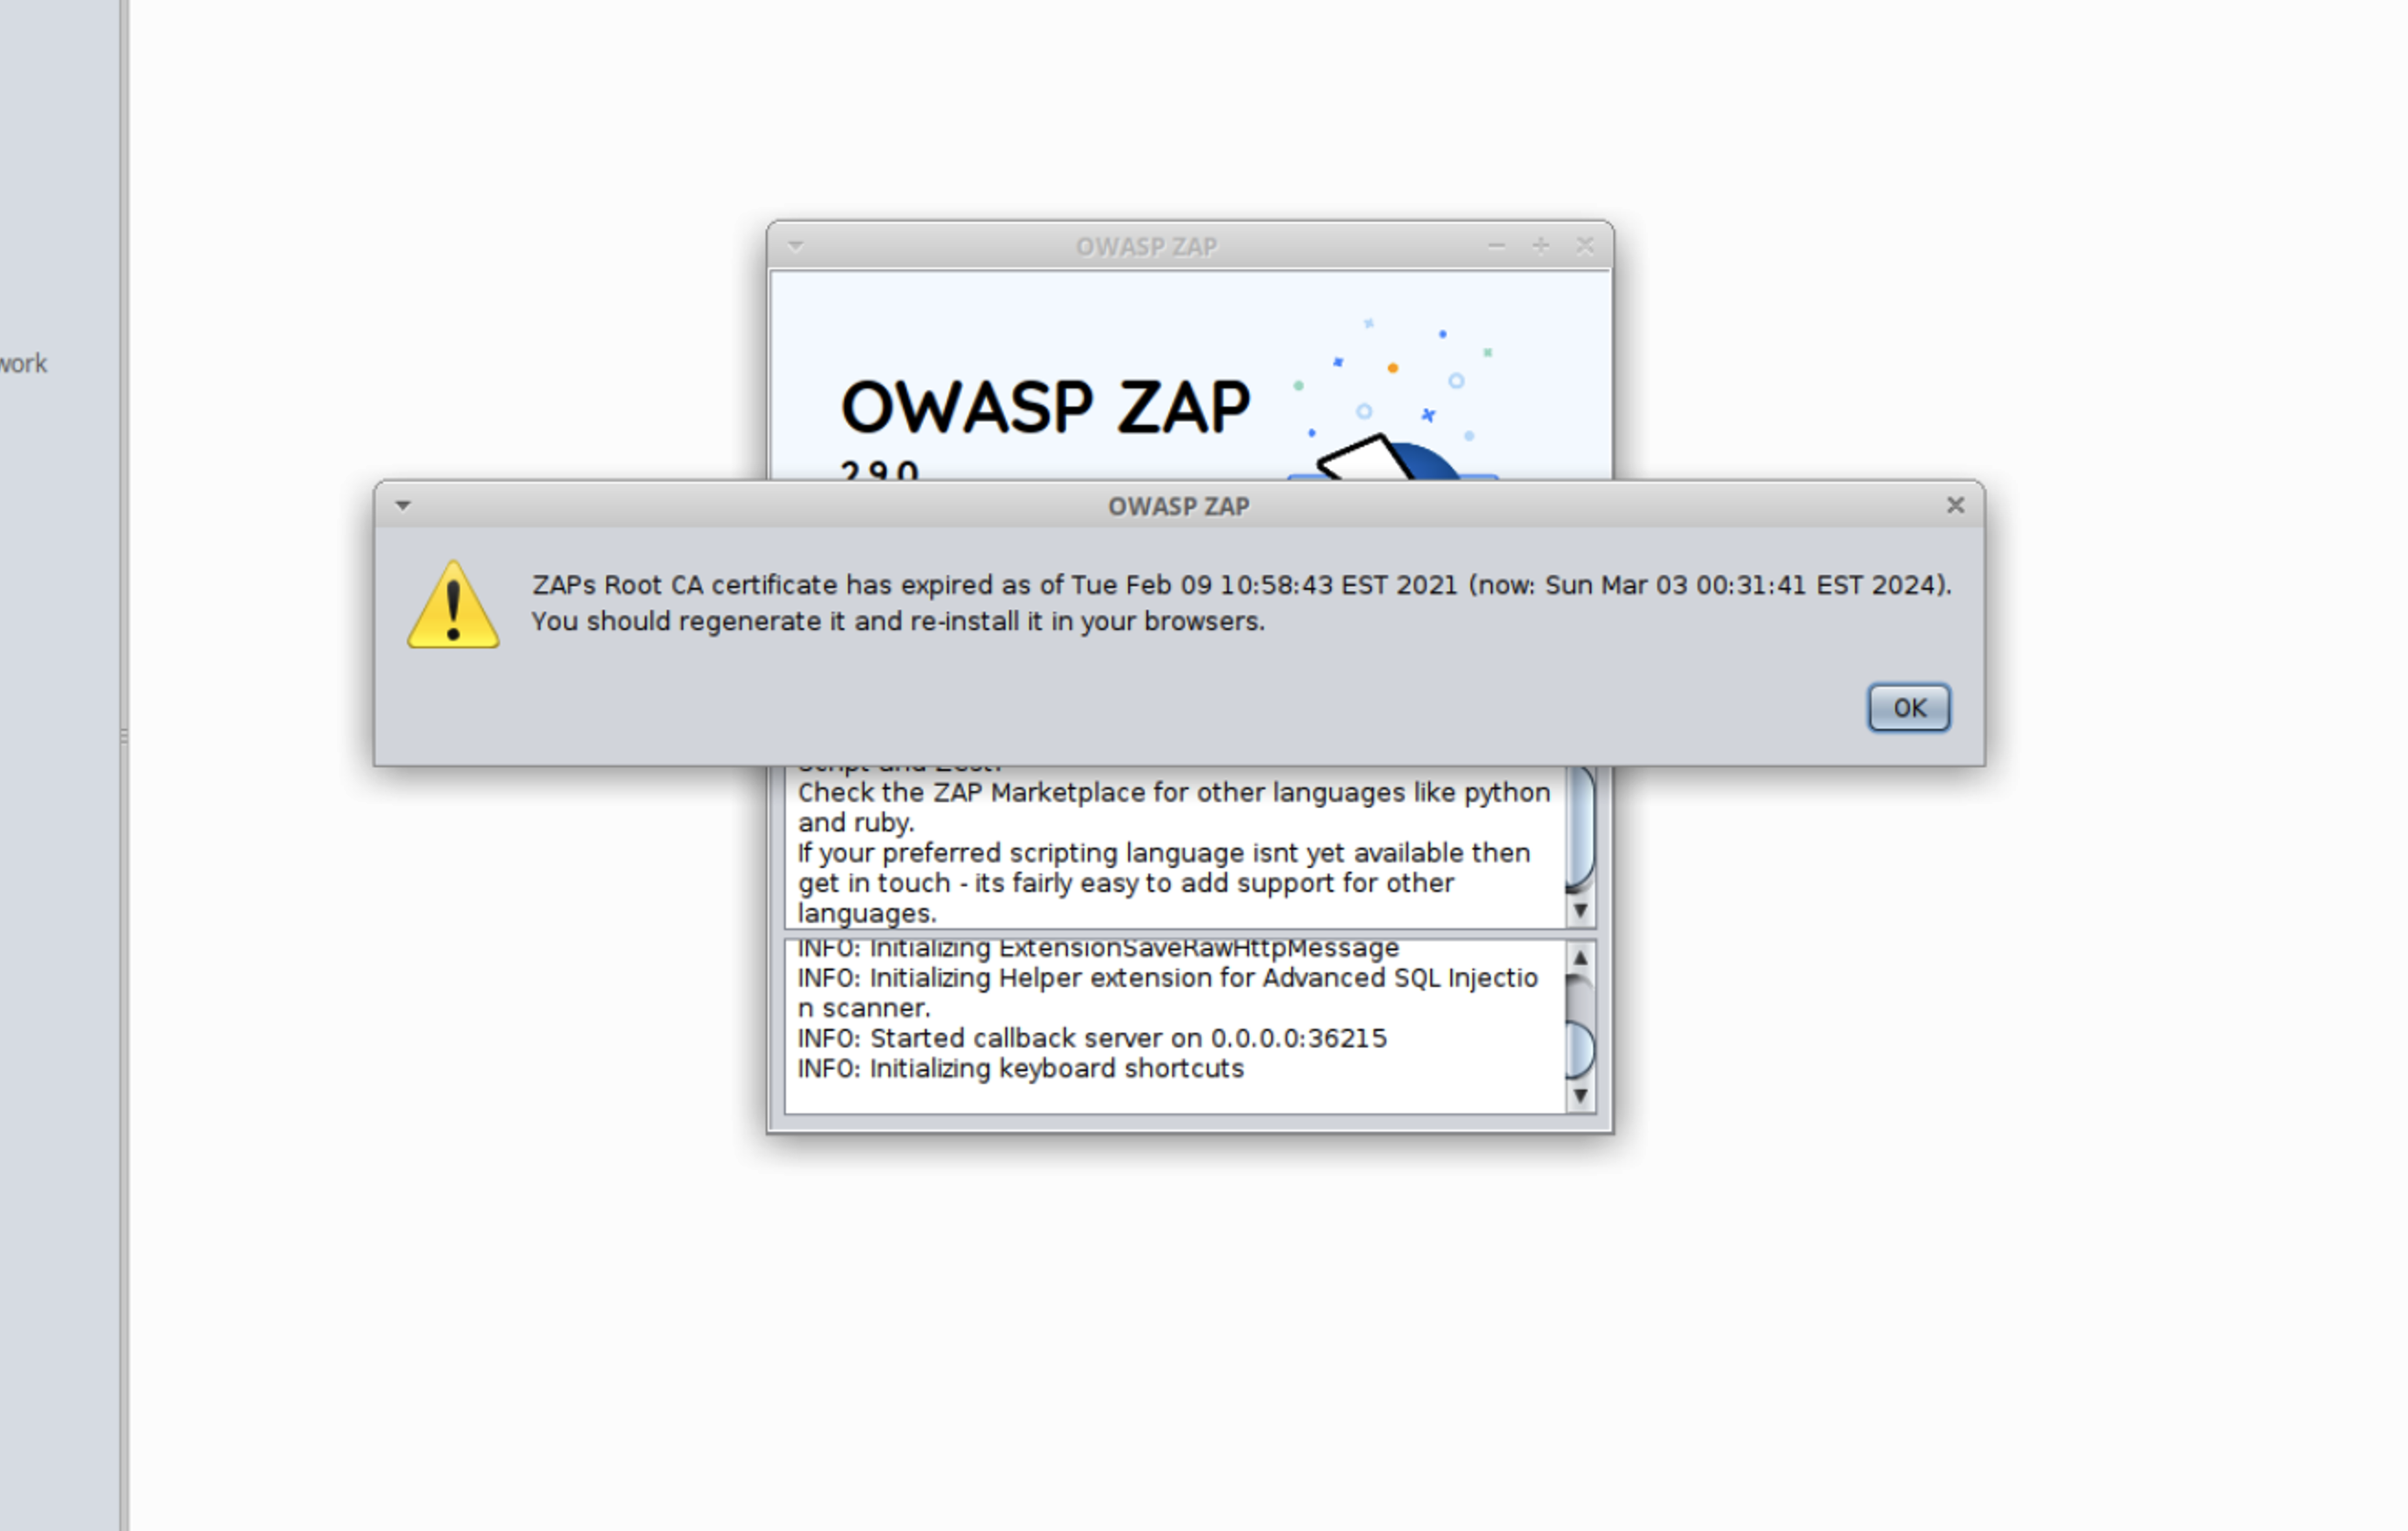 work
OWASP ZAP
OWASP ZAP
2.9.0
OWASP ZAP
ZAPs Root CA certificate has expired as of Tue Feb 09 10:58:43 EST 2021 (now: Sun Mar 03 00:31:41 EST 2024).
You should regenerate it and re-install it in your browsers.
OK
Script and Zest.
Check the ZAP Marketplace for other languages like python
and ruby.
If your preferred scripting language isnt yet available then
get in touch - its fairly easy to add support for other
languages.
INFO: Initializing ExtensionSaveRawHttpMessage
INFO: Initializing Helper extension for Advanced SQL Injectio
n scanner.
INFO: Started callback server on 0.0.0.0:36215
INFO: Initializing keyboard shortcuts